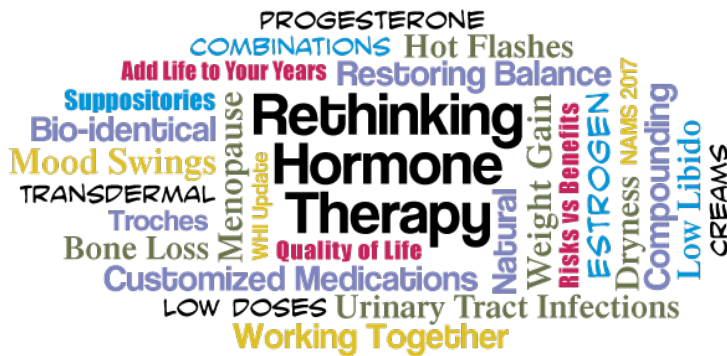 PROGESTERONE
COMBINATIONS Hot Flashes
Add Life to Your Years Restoring Balance
Suppositories
Bio-identical
Mood Swings
TRANSDERMAL
Troches
Bone Loss
Menopause
WHI Update
Rethinking
Hormone
Therapy
Quality of Life
Natural
Weight Gain
Risks vs Benefits
ESTROGEN
Dryness
NAMS 2017
Compounding
Low Libido
CREAMS
Customized Medications
LOW DOSES Urinary Tract Infections
Working Together